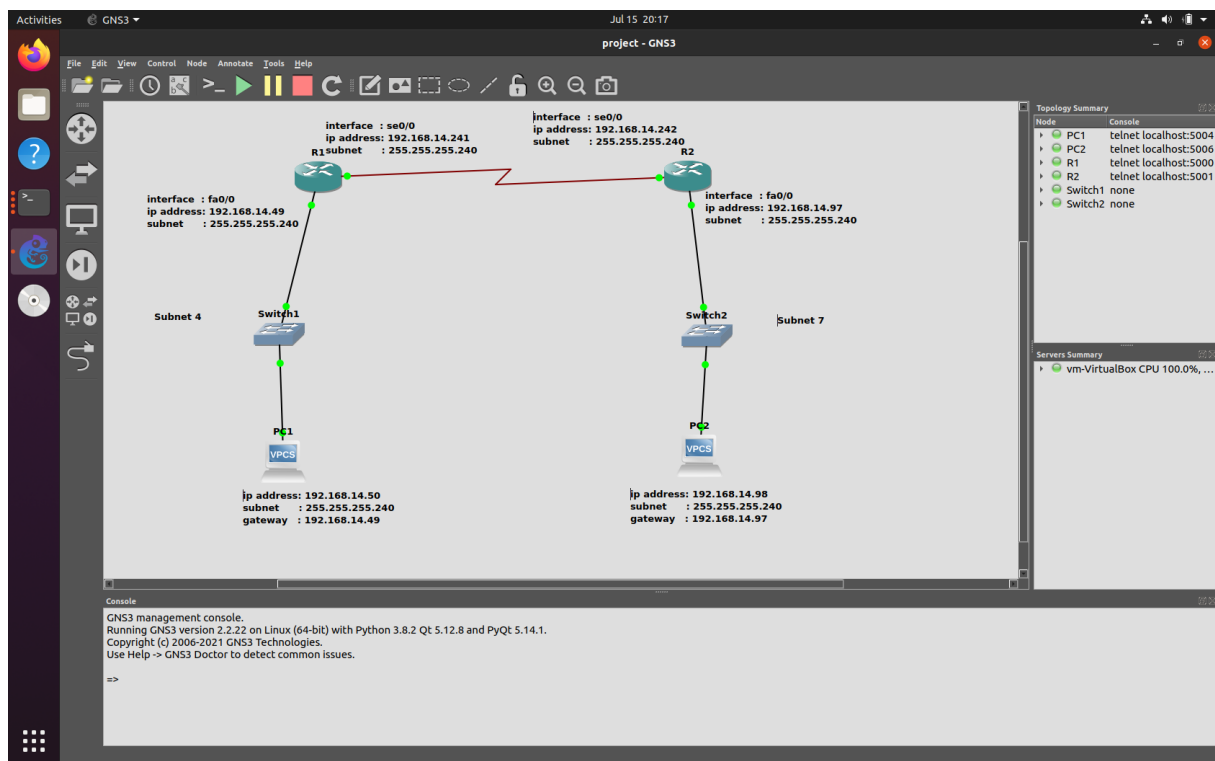 Activities
GNS3
Jul 15 20:17
project - GNS3
File Edit View Control Node Annotate Tools Help
interface : se0/0
ip address: 192.168.14.241
subnet : 255.255.255.240
R1
interface : se0/0
ip address: 192.168.14.242
subnet : 255.255.255.240
R2
interface : fa0/0
ip address: 192.168.14.49
subnet : 255.255.255.240
interface : fa0/0
ip address: 192.168.14.97
subnet : 255.255.255.240
Subnet 4
Switch1
Switch2
Subnet 7
PC1
VPCS
PC2
VPCS
ip address: 192.168.14.50
subnet : 255.255.255.240
gateway : 192.168.14.49
ip address: 192.168.14.98
subnet : 255.255.255.240
gateway : 192.168.14.97
Topology Summary
Node Console
PC1 telnet localhost:5004
PC2 telnet localhost:5006
R1 telnet localhost:5000
R2 telnet localhost:5001
Switch1 none
Switch2 none
Servers Summary
vm-VirtualBox CPU 100.0%, ...
Console
GNS3 management console.
Running GNS3 version 2.2.22 on Linux (64-bit) with Python 3.8.2 Qt 5.12.8 and PyQt 5.14.1.
Copyright (c) 2006-2021 GNS3 Technologies.
Use Help -> GNS3 Doctor to detect common issues.
=>